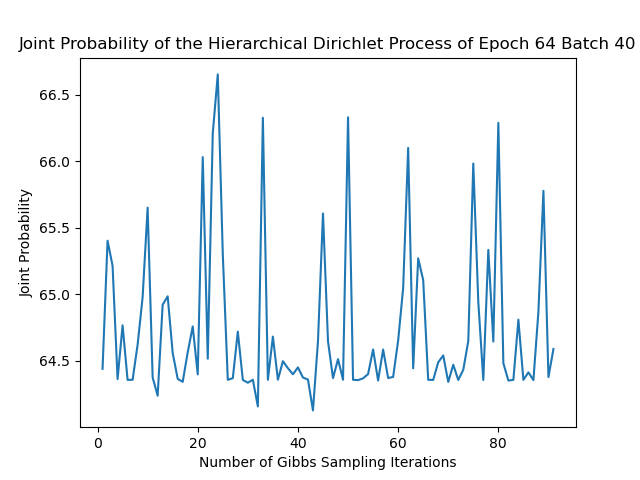 Joint Probability of the Hierarchical Dirichlet Process of Epoch 64 Batch 40
66.5
66.0
65.5
65.0
64.5
Joint Probability
0 20 40 60 80
Number of Gibbs Sampling Iterations